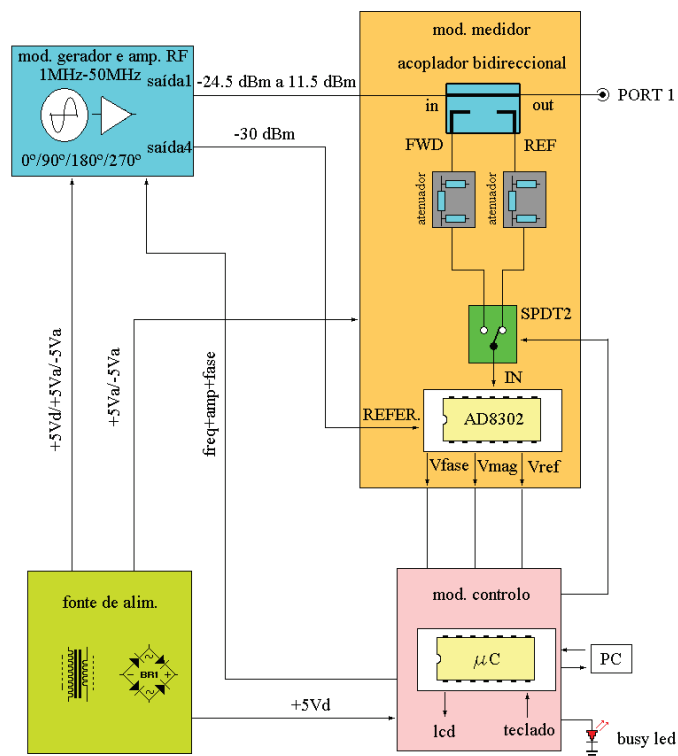 mod. gerador e amp. RF
1MHz-50MHz
saída1
saída4
0°/90°/180°/270°
-24.5 dBm a 11.5 dBm
-30 dBm
mod. medidor
acoplador bidireccional
in
out
PORT 1
FWD
REF
atenuador
atenuador
SPDT2
IN
REFER.
AD8302
Vfase
Vmag
Vref
+5Vd/+5Va/-5Va
+5Va/-5Va
freq+amp+fase
fonte de alim.
BR1
+5Vd
mod. controlo
μC
lcd
teclado
PC
busy led